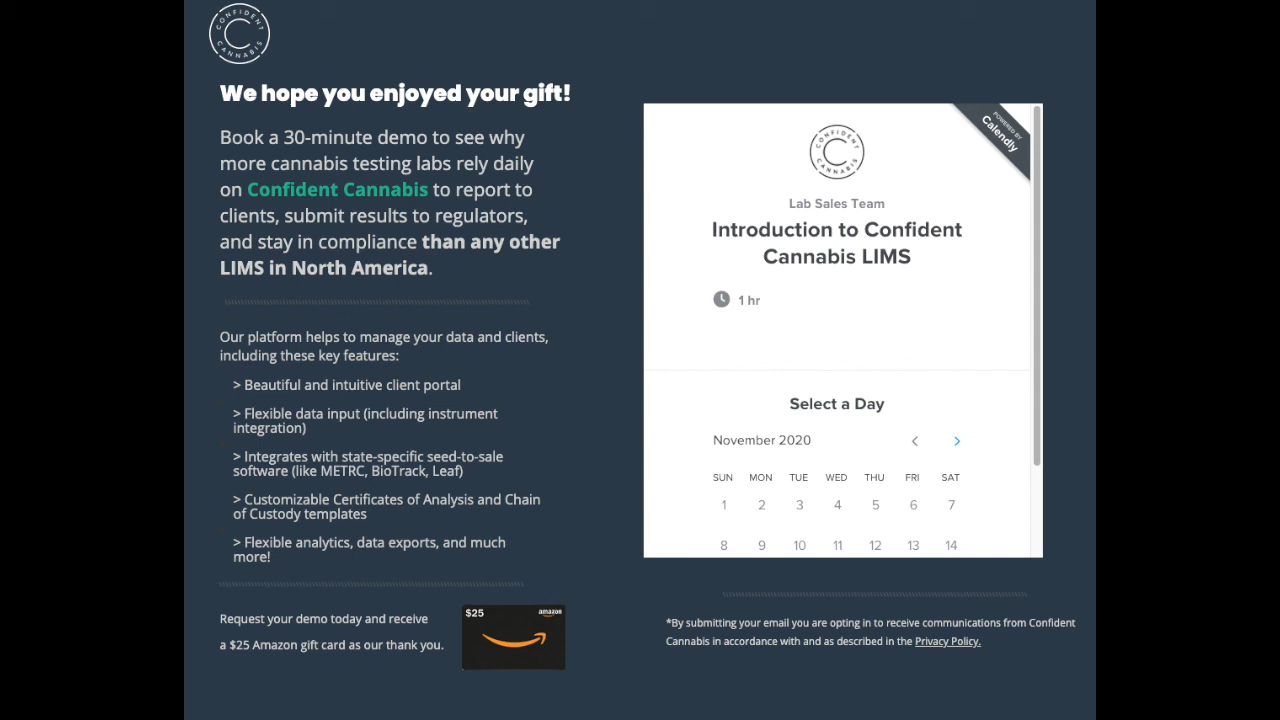 CONFIDENT CANNABIS
We hope you enjoyed your gift!
Book a 30-minute demo to see why
more cannabis testing labs rely daily
on Confident Cannabis to report to
clients, submit results to regulators,
and stay in compliance than any other
LIMS in North America.
Our platform helps to manage your data and clients,
including these key features:
> Beautiful and intuitive client portal
> Flexible data input (including instrument
integration)
> Integrates with state-specific seed-to-sale
software (like METRC, BioTrack, Leaf)
> Customizable Certificates of Analysis and Chain
of Custody templates
> Flexible analytics, data exports, and much
more!
Request your demo today and receive
a $25 Amazon gift card as our thank you.
$25 amazon
POWERED BY
Calendly
CONFIDENT CANNABIS
Lab Sales Team
Introduction to Confident
Cannabis LIMS
1 hr
Select a Day
November 2020 < >
SUN MON TUE WED THU FRI SAT
1 2 3 4 5 6 7
8 9 10 11 12 13 14
*By submitting your email you are opting in to receive communications from Confident
Cannabis in accordance with and as described in the Privacy Policy.